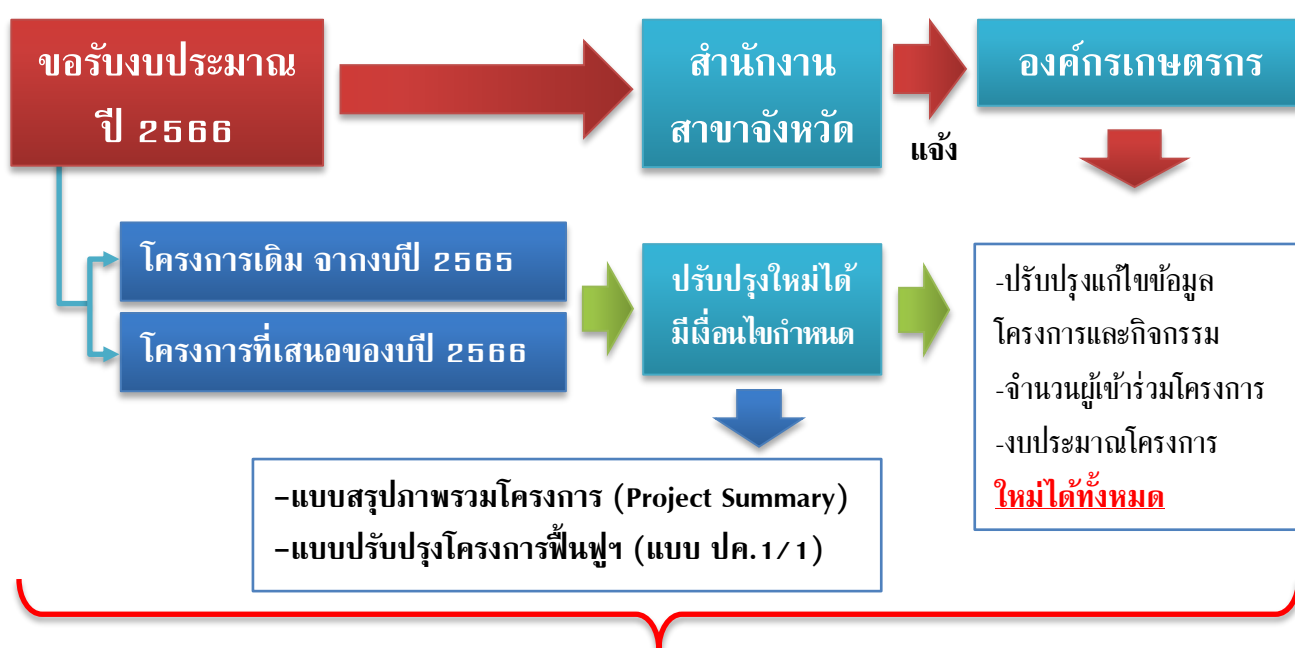 ขอรับงบประมาณ
ปี 2566
สำนักงาน
สาขาจังหวัด
แจ้ง
องค์กรเกษตรกร
โครงการเดิม จากงบปี 2565
โครงการที่เสนอของบปี 2566
ปรับปรุงใหม่ได้
มีเงื่อนไขกำหนด
-ปรับปรุงแก้ไขข้อมูล
โครงการและกิจกรรม
-จำนวนผู้เข้าร่วมโครงการ
-งบประมาณโครงการ
ใหม่ได้ทั้งหมด
-แบบสรุปภาพรวมโครงการ (Project Summary)
-แบบปรับปรุงโครงการฟื้นฟูฯ (แบบ ปค.1/1)